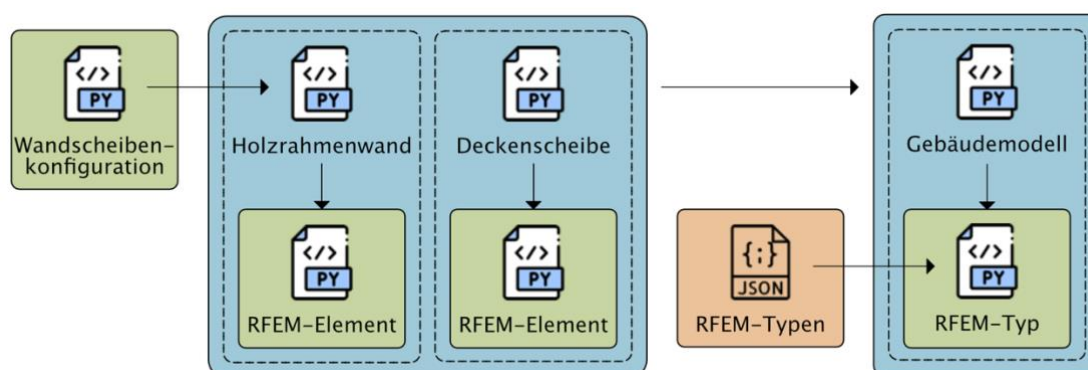 </>
PY
Wandscheiben-
konfiguration
</>
PY
Holzrahmenwand
</>
PY
RFEM-Element
</>
PY
Deckenscheibe
</>
PY
RFEM-Element
{;}
JSON
RFEM-Typen
</>
PY
Gebäudemodell
</>
PY
RFEM-Typ